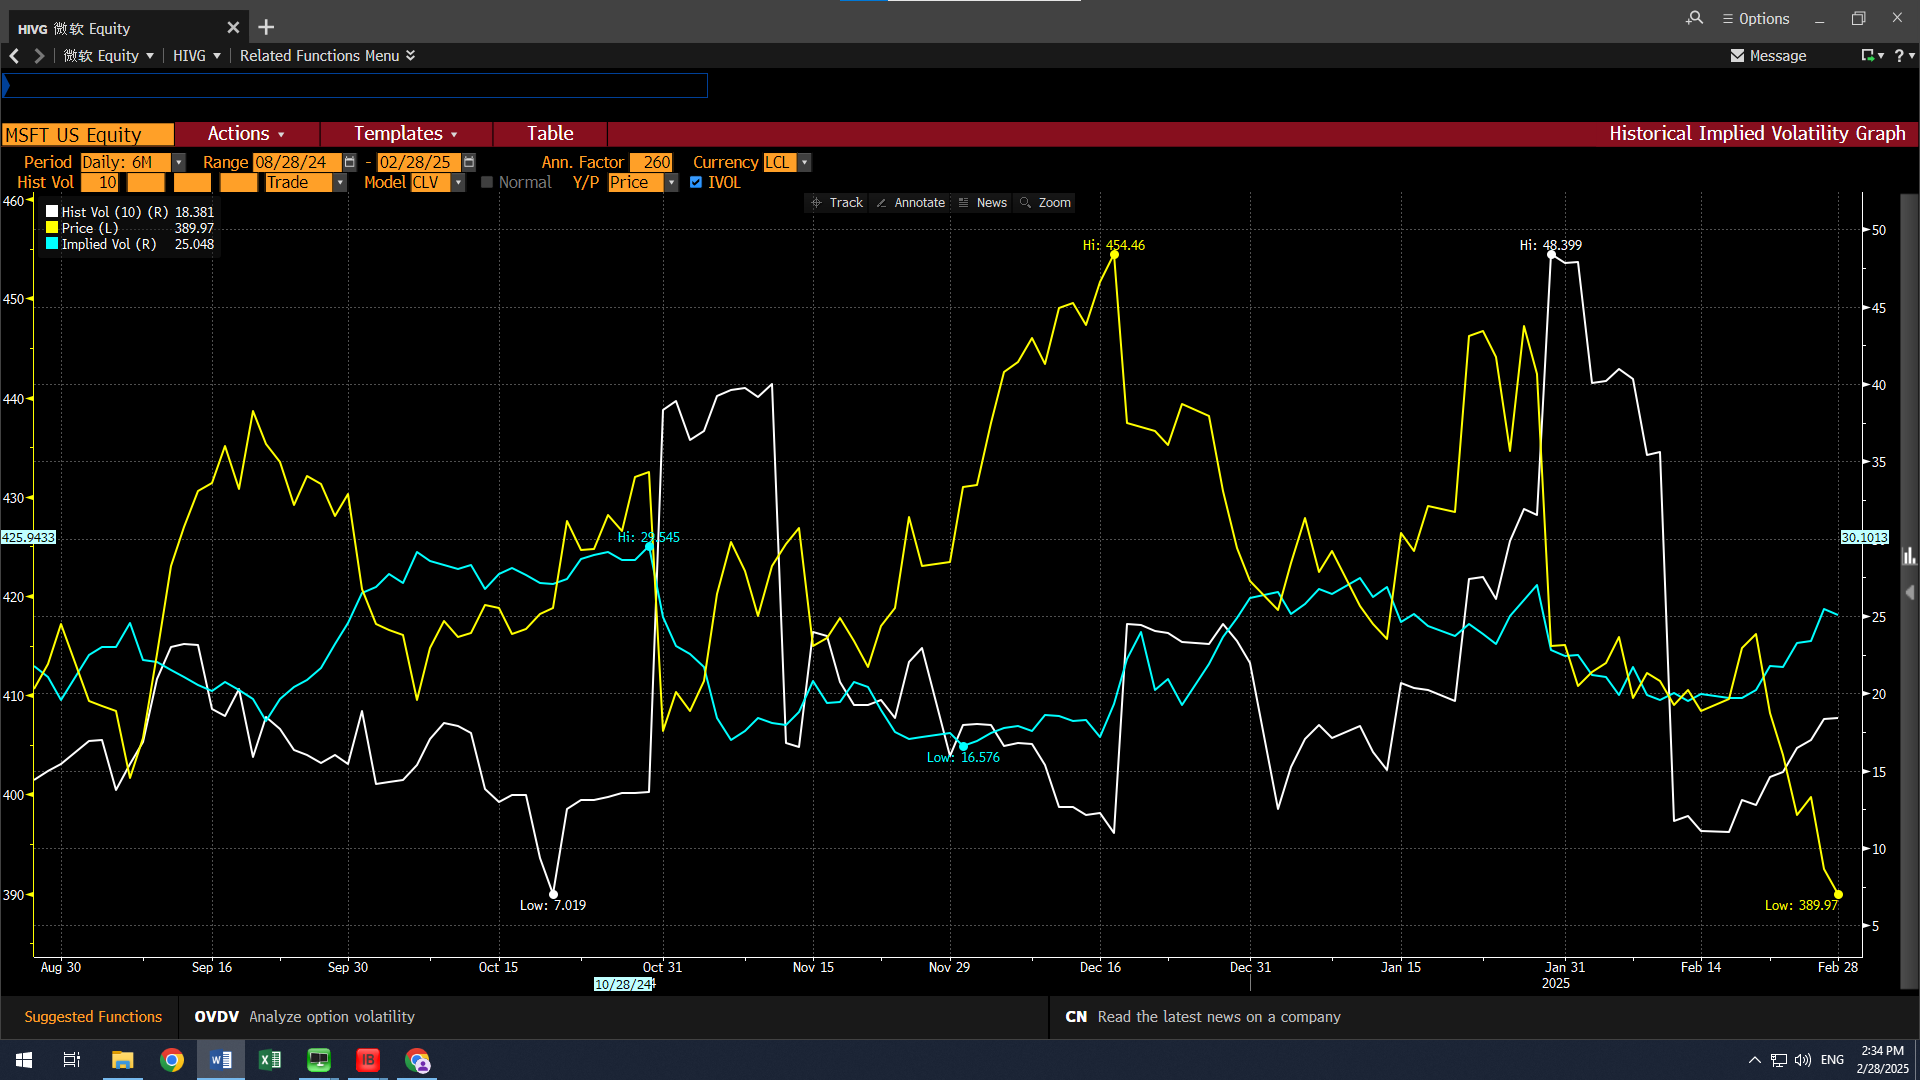 HIVG 微软 Equity
Options
微软 Equity HIVG Related Functions Menu
Message ?
MSFT US Equity Actions Templates Table Historical Implied Volatility Graph
Period Daily: 6M Range 08/28/24 - 02/28/25 Ann. Factor 260 Currency LCL
Hist Vol 10 Trade Model CLV Normal Y/P Price IVOL
Track Annotate News Zoom
Hist Vol (10) (R) 18.381
Price (L) 389.97
Implied Vol (R) 25.048
460
450
440
430
425.9433
420
410
400
390
Hi: 454.46
Hi: 48.399
Hi: 29.545
Low: 16.576
Low: 7.019
Low: 389.97
50
45
40
35
30.1013
25
20
15
10
5
Aug 30 Sep 16 Sep 30 Oct 15 Oct 31 Nov 15 Nov 29 Dec 16 Dec 31 Jan 15 Jan 31 Feb 14 Feb 28
10/28/24 2025
Suggested Functions OVDV Analyze option volatility CN Read the latest news on a company
IB
ENG
2:34 PM
2/28/2025